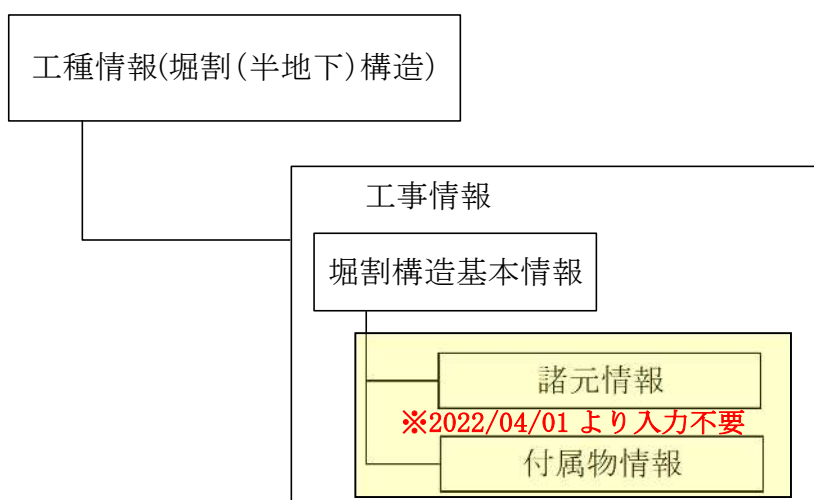 工種情報(堀割(半地下)構造)
工事情報
堀割構造基本情報
諸元情報
※2022/04/01より入力不要
付属物情報